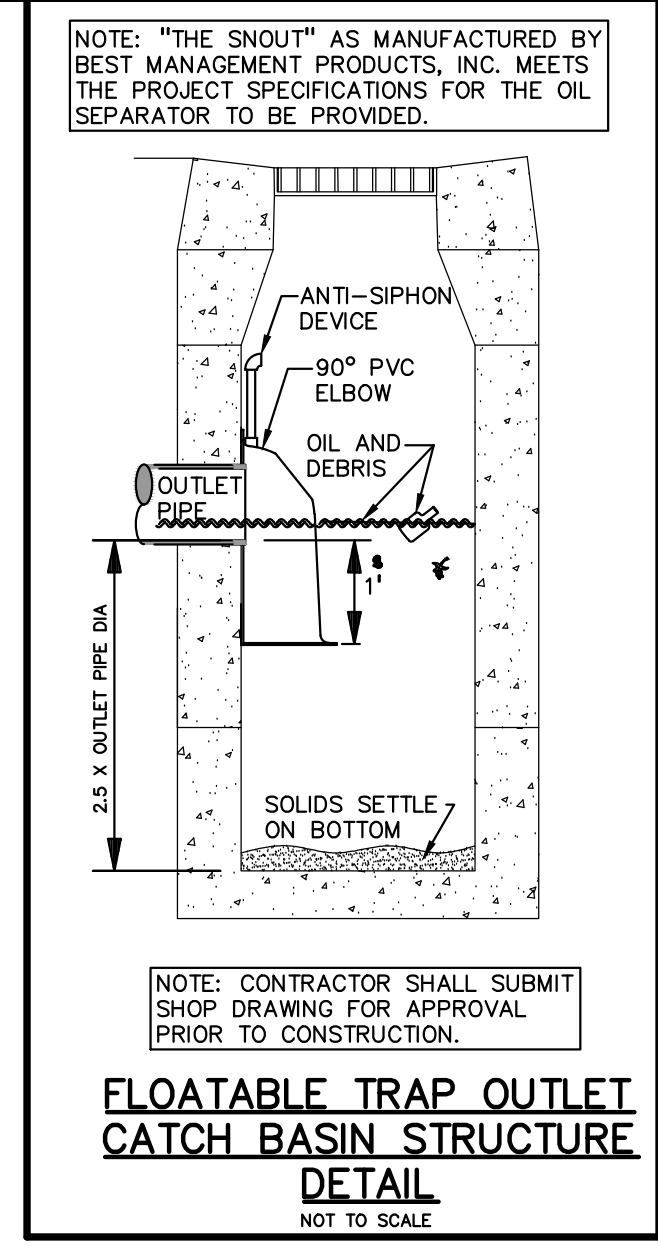 NOTE: "THE SNOUT" AS MANUFACTURED BY
BEST MANAGEMENT PRODUCTS, INC. MEETS
THE PROJECT SPECIFICATIONS FOR THE OIL
SEPARATOR TO BE PROVIDED.
ANTI-SIPHON
DEVICE
90° PVC
ELBOW
OIL AND
DEBRIS
OUTLET
PIPE
1'
2.5 X OUTLET PIPE DIA
SOLIDS SETTLE
ON BOTTOM
NOTE: CONTRACTOR SHALL SUBMIT
SHOP DRAWING FOR APPROVAL
PRIOR TO CONSTRUCTION.
FLOATABLE TRAP OUTLET
CATCH BASIN STRUCTURE
DETAIL
NOT TO SCALE